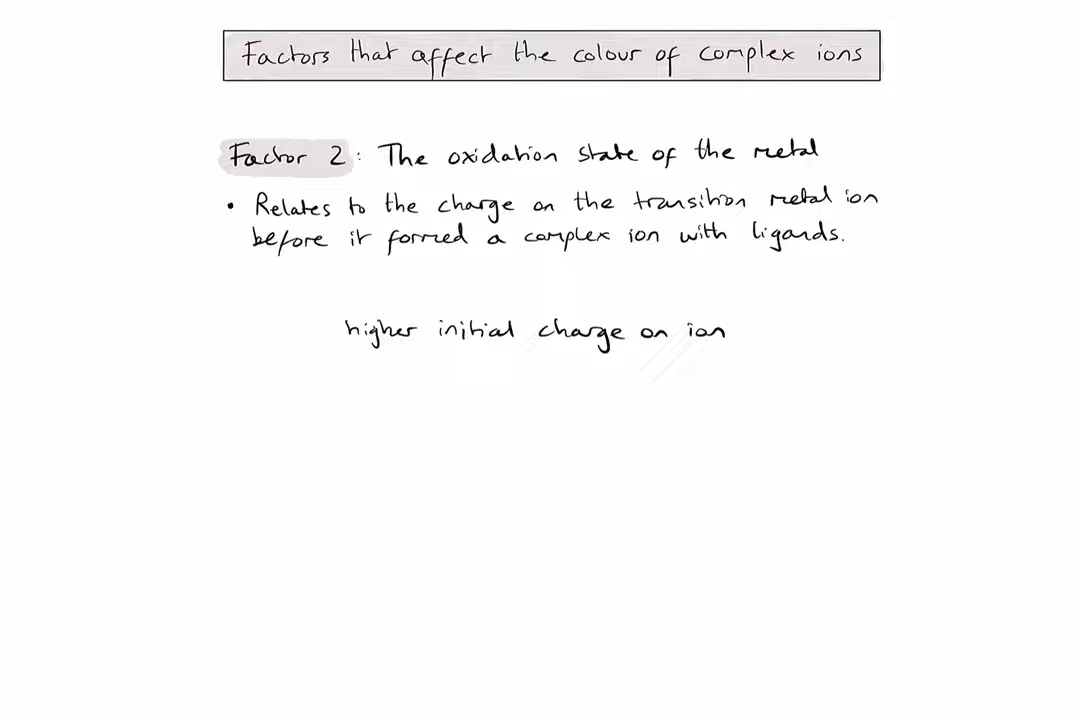 Factors that affect the colour of complex ions
Factor 2: The oxidation state of the metal
• Relates to the charge on the transition metal ion
before it formed a complex ion with ligands.
higher initial charge on ion